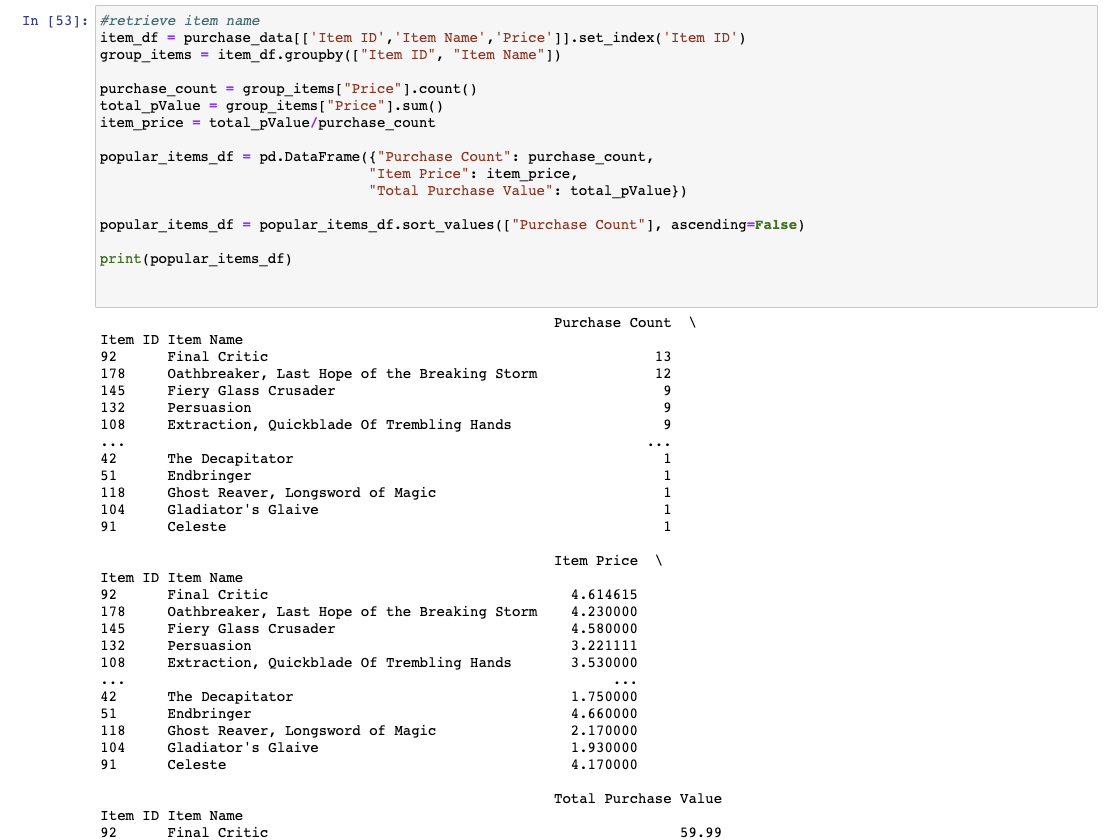 In [53]: #retrieve item name
item_df = purchase_data[['Item ID','Item Name','Price']].set_index('Item ID')
group_items = item_df.groupby(["Item ID", "Item Name"])

purchase_count = group_items["Price"].count()
total_pValue = group_items["Price"].sum()
item_price = total_pValue/purchase_count

popular_items_df = pd.DataFrame({"Purchase Count": purchase_count,
                                "Item Price": item_price,
                                "Total Purchase Value": total_pValue})

popular_items_df = popular_items_df.sort_values(["Purchase Count"], ascending=False)

print(popular_items_df)

                                                      Purchase Count  \
Item ID Item Name
92      Final Critic                                              13
178     Oathbreaker, Last Hope of the Breaking Storm              12
145     Fiery Glass Crusader                                       9
132     Persuasion                                                 9
108     Extraction, Quickblade Of Trembling Hands                  9
...                                                              ...
42      The Decapitator                                            1
51      Endbringer                                                 1
118     Ghost Reaver, Longsword of Magic                           1
104     Gladiator's Glaive                                         1
91      Celeste                                                    1

                                                      Item Price  \
Item ID Item Name
92      Final Critic                                    4.614615
178     Oathbreaker, Last Hope of the Breaking Storm    4.230000
145     Fiery Glass Crusader                            4.580000
132     Persuasion                                      3.221111
108     Extraction, Quickblade Of Trembling Hands       3.530000
...                                                          ...
42      The Decapitator                                 1.750000
51      Endbringer                                      4.660000
118     Ghost Reaver, Longsword of Magic                2.170000
104     Gladiator's Glaive                              1.930000
91      Celeste                                         4.170000

                                                      Total Purchase Value
Item ID Item Name
92      Final Critic                                                 59.99